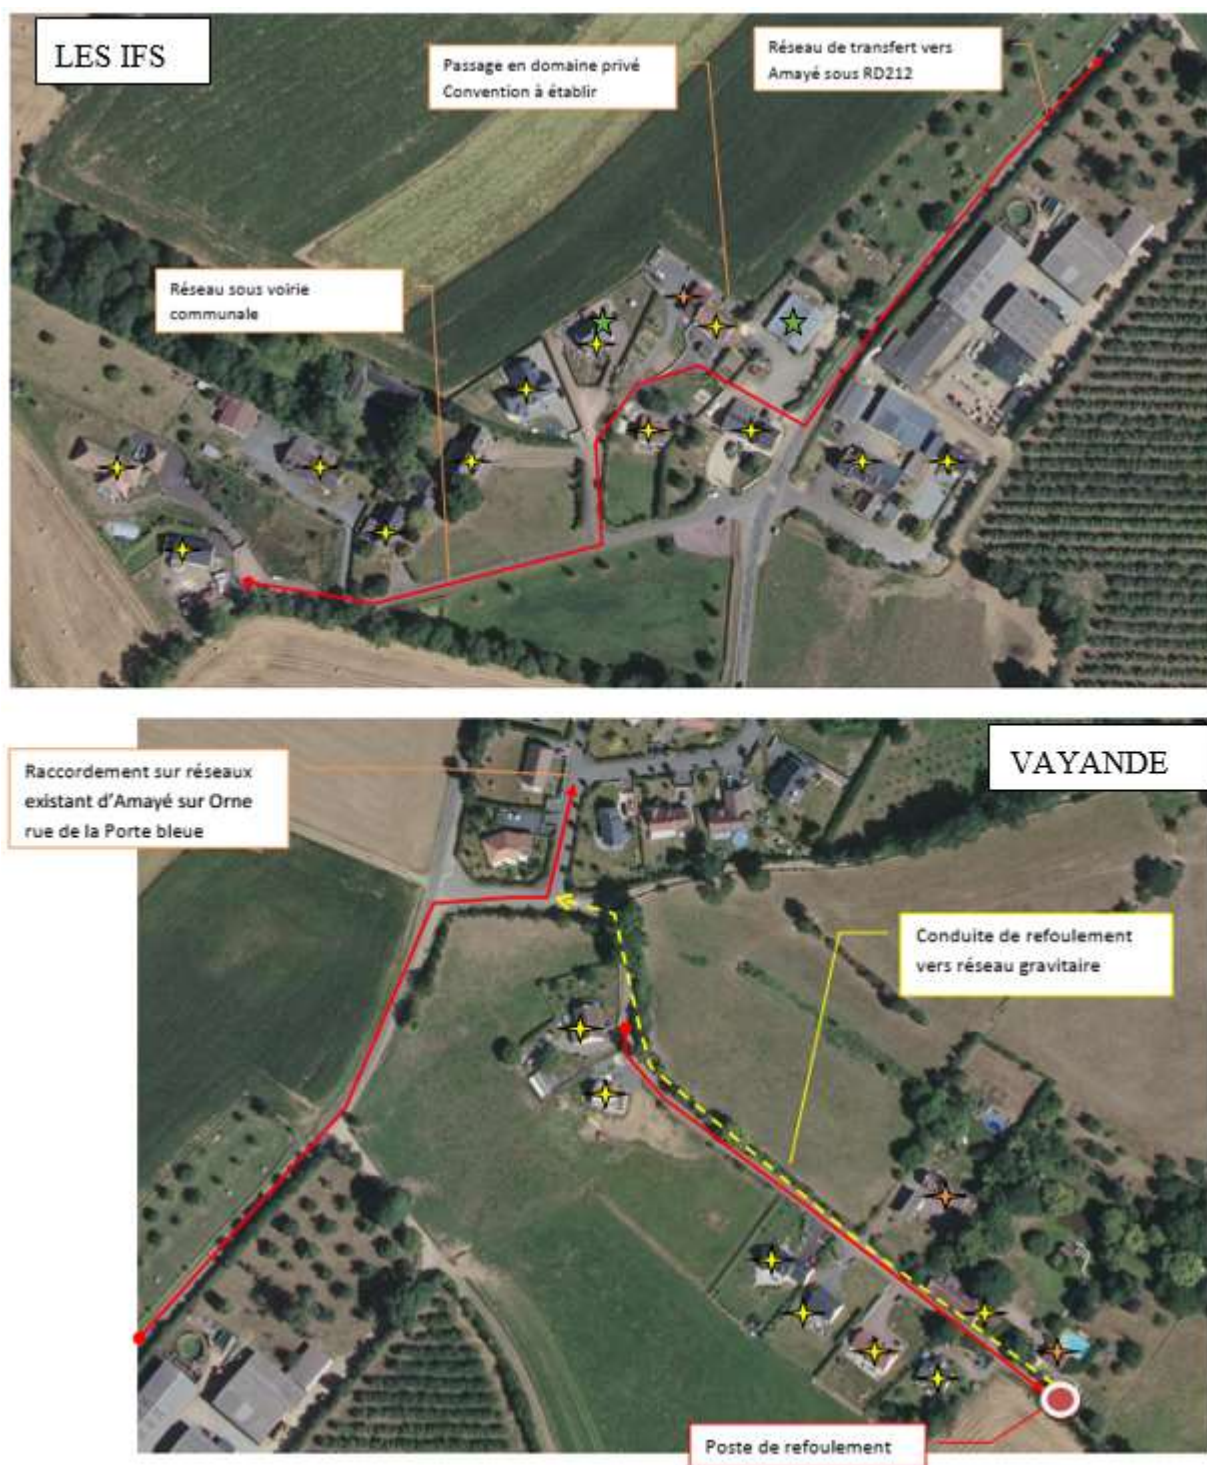 LES IFS
Passage en domaine privé
Convention à établir
Réseau de transfert vers
Amayé sous RD212
Réseau sous voirie
communale
VAYANDE
Raccordement sur réseaux
existant d'Amayé sur Orne
rue de la Porte bleue
Conduite de refoulement
vers réseau gravitaire
Poste de refoulement